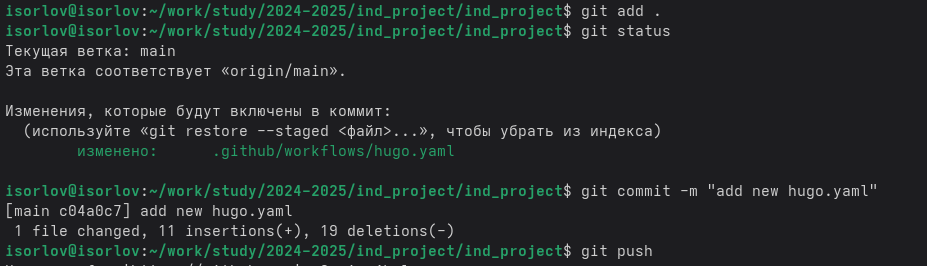 isorlov@isorlov:~/work/study/2024-2025/ind_project/ind_project$ git add .
isorlov@isorlov:~/work/study/2024-2025/ind_project/ind_project$ git status
Текущая ветка: main
Эта ветка соответствует «origin/main».
Изменения, которые будут включены в коммит:
(используйте «git restore --staged <файл>...», чтобы убрать из индекса)
изменено: .github/workflows/hugo.yaml
isorlov@isorlov:~/work/study/2024-2025/ind_project/ind_project$ git commit -m "add new hugo.yaml"
[main c04a0c7] add new hugo.yaml
1 file changed, 11 insertions(+), 19 deletions(-)
isorlov@isorlov:~/work/study/2024-2025/ind_project/ind_project$ git push